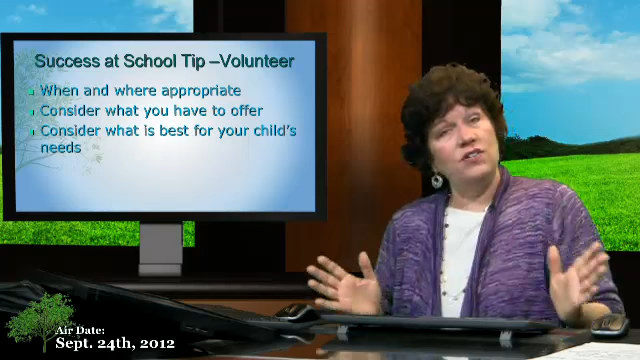 Success at School Tip –Volunteer
When and where appropriate
Consider what you have to offer
Consider what is best for your child's
needs
Air Date:
Sept. 24th, 2012